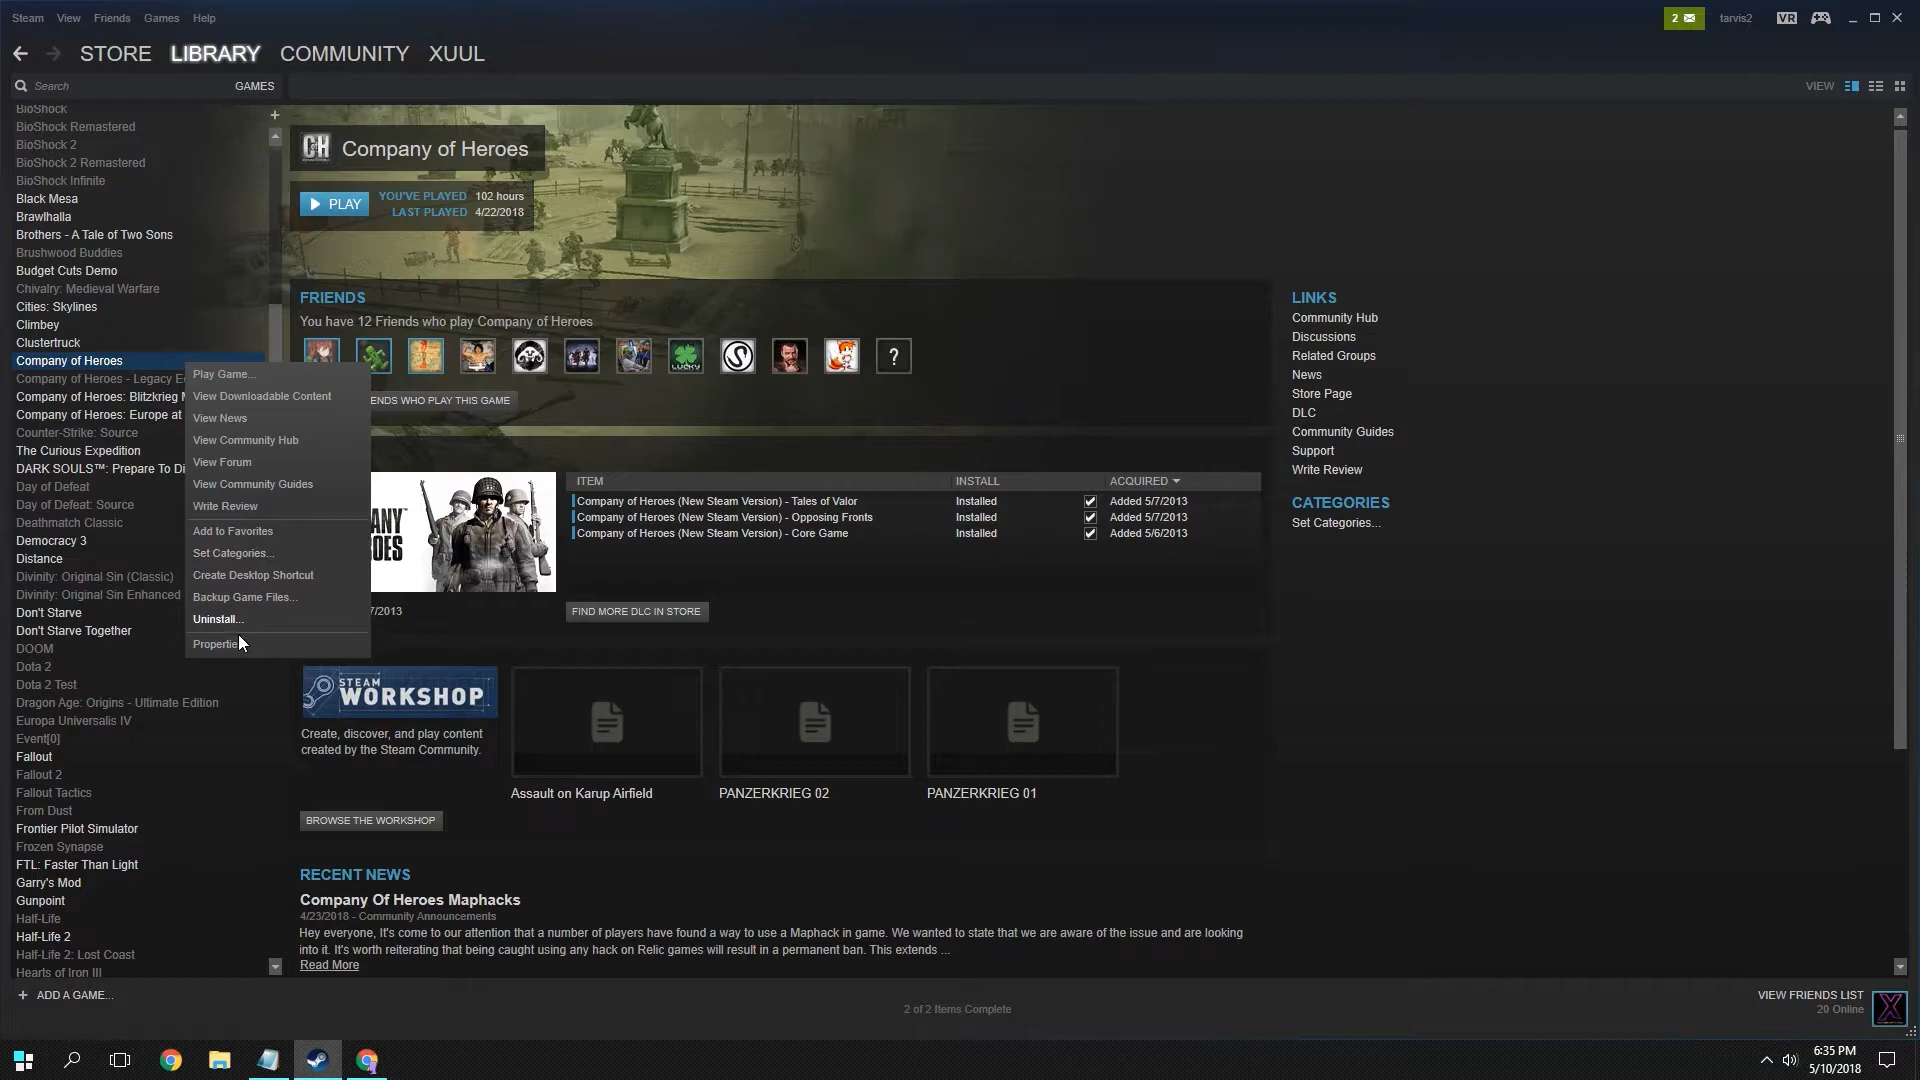 Steam View Friends Games Help
2
tarvis2
VR
STORE LIBRARY COMMUNITY XUUL
Search
GAMES
VIEW
BioShock
BioShock Remastered
BioShock 2
BioShock 2 Remastered
BioShock Infinite
Black Mesa
Brawlhalla
Brothers - A Tale of Two Sons
Brushwood Buddies
Budget Cuts Demo
Chivalry: Medieval Warfare
Cities: Skylines
Climbey
Clustertruck
Company of Heroes
Company of Heroes - Legacy E
Company of Heroes: Blitzkrieg
Company of Heroes: Europe at
Counter-Strike: Source
The Curious Expedition
DARK SOULS™: Prepare To Di
Day of Defeat
Day of Defeat: Source
Deathmatch Classic
Democracy 3
Distance
Divinity: Original Sin (Classic)
Divinity: Original Sin Enhanced
Don't Starve
Don't Starve Together
DOOM
Dota 2
Dota 2 Test
Dragon Age: Origins - Ultimate Edition
Europa Universalis IV
Event[0]
Fallout
Fallout 2
Fallout Tactics
From Dust
Frontier Pilot Simulator
Frozen Synapse
FTL: Faster Than Light
Garry's Mod
Gunpoint
Half-Life
Half-Life 2
Half-Life 2: Lost Coast
Hearts of Iron III
+ ADD A GAME...
Play Game...
View Downloadable Content
View News
View Community Hub
View Forum
View Community Guides
Write Review
Add to Favorites
Set Categories...
Create Desktop Shortcut
Backup Game Files...
Uninstall...
Propertie
Company of Heroes
PLAY
YOU'VE PLAYED 102 hours
LAST PLAYED 4/22/2018
FRIENDS
You have 12 Friends who play Company of Heroes
LUCKY
?
ENDS WHO PLAY THIS GAME
ANY
OES
7/2013
ITEM INSTALL ACQUIRED
Company of Heroes (New Steam Version) - Tales of Valor Installed Added 5/7/2013
Company of Heroes (New Steam Version) - Opposing Fronts Installed Added 5/7/2013
Company of Heroes (New Steam Version) - Core Game Installed Added 5/6/2013
FIND MORE DLC IN STORE
STEAM
WORKSHOP
Create, discover, and play content
created by the Steam Community.
Assault on Karup Airfield
PANZERKRIEG 02
PANZERKRIEG 01
BROWSE THE WORKSHOP
RECENT NEWS
Company Of Heroes Maphacks
4/23/2018 - Community Announcements
Hey everyone, It's come to our attention that a number of players have found a way to use a Maphack in game. We wanted to state that we are aware of the issue and are looking
into it. It's worth reiterating that being caught using any hack on Relic games will result in a permanent ban. This extends ...
Read More
LINKS
Community Hub
Discussions
Related Groups
News
Store Page
DLC
Community Guides
Support
Write Review
CATEGORIES
Set Categories...
2 of 2 Items Complete
VIEW FRIENDS LIST
20 Online
6:35 PM
5/10/2018